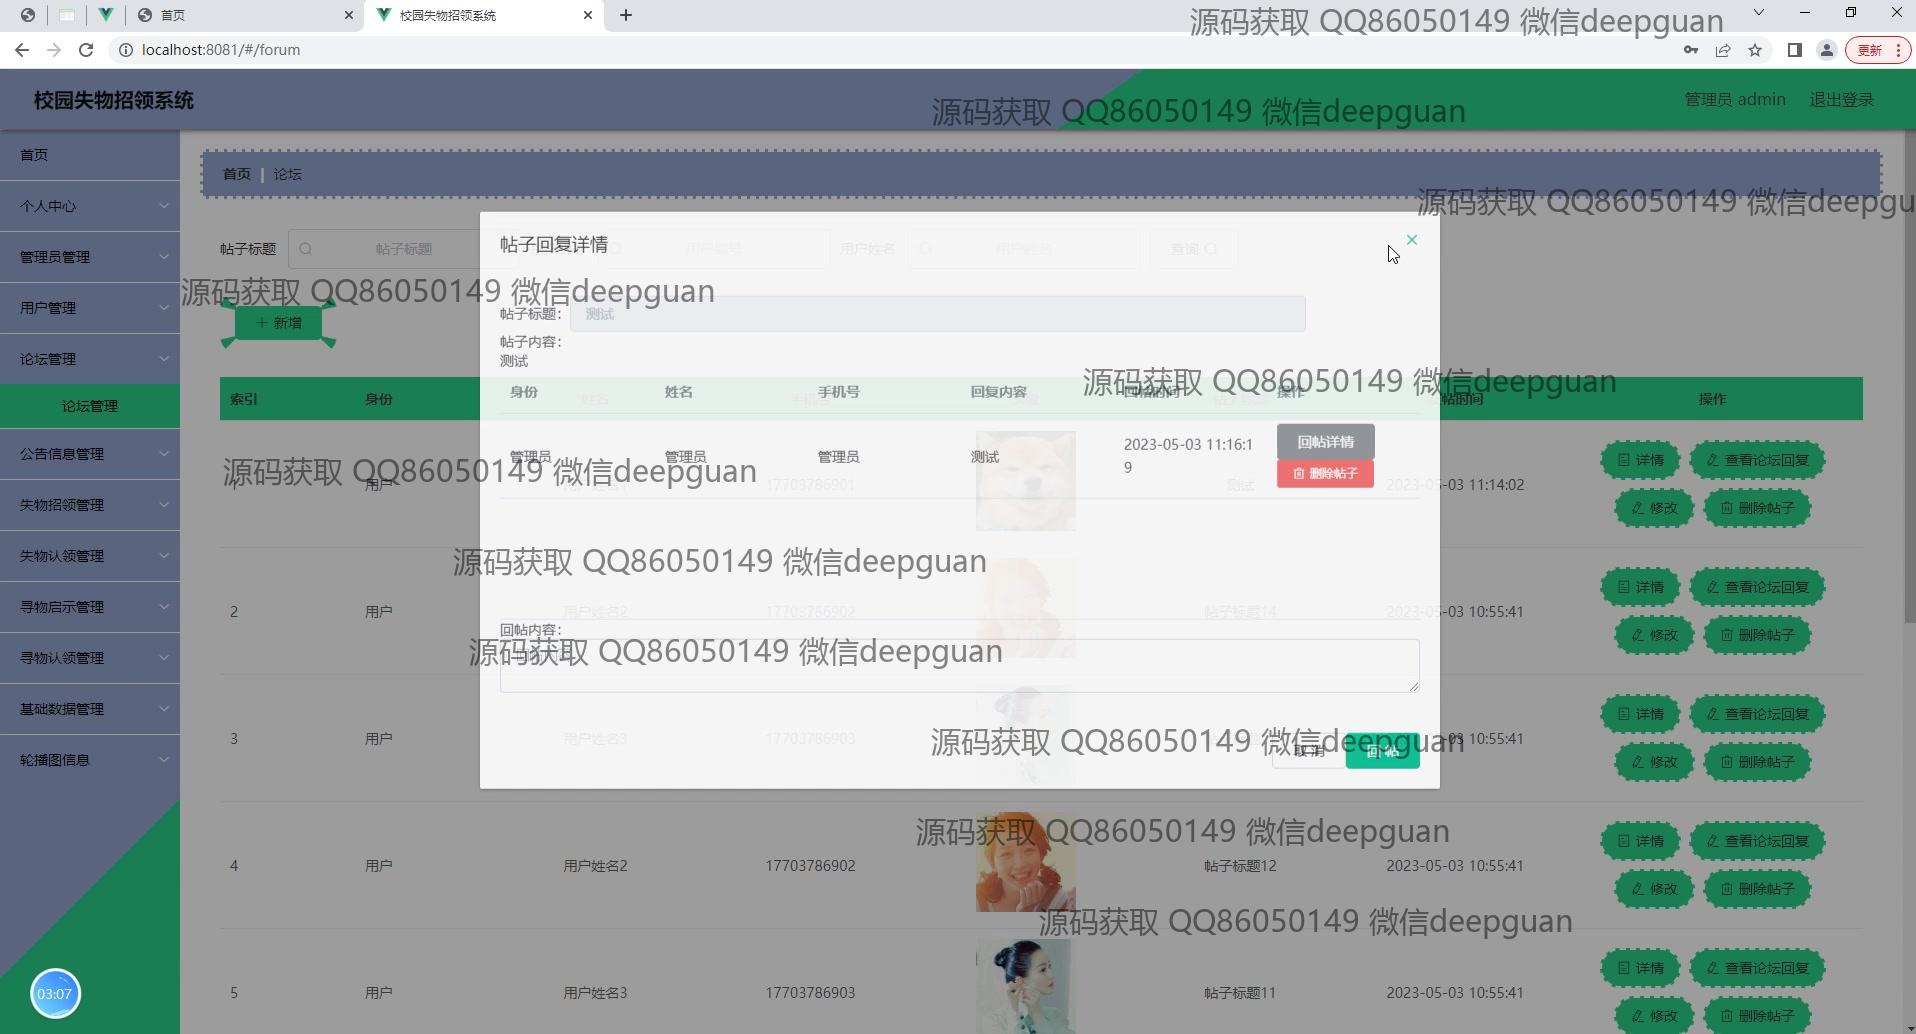 首页
校园失物招领系统
源码获取 QQ86050149 微信deepguan
localhost:8081/#/forum
更新
校园失物招领系统
源码获取 QQ86050149 微信deepguan
管理员 admin
退出登录
首页
个人中心
管理员管理
用户管理
论坛管理
论坛管理
公告信息管理
失物招领管理
失物认领管理
寻物启示管理
寻物认领管理
基础数据管理
轮播图信息
03:07
首页 | 论坛
源码获取 QQ86050149 微信deepgu
帖子标题 帖子标题 用户编号 用户姓名 用户姓名 查询
源码获取 QQ86050149 微信deepguan
+ 新增
帖子回复详情
帖子标题: 测试
帖子内容:
测试
源码获取 QQ86050149 微信deepguan
身份 姓名 手机号 回复内容 回帖时间 操作
管理员 管理员 管理员 测试 2023-05-03 11:16:19 回帖详情 删除帖子
源码获取 QQ86050149 微信deepguan
源码获取 QQ86050149 微信deepguan
回帖内容:
源码获取 QQ86050149 微信deepguan
源码获取 QQ86050149 微信deepguan
取消 回帖
索引 身份 姓名 手机号 帖时间 操作
1 用户 17703786901 测试 -03 11:14:02 详情 查看论坛回复 修改 删除帖子
2 用户 用户姓名2 17703786902 帖子标题14 2023-05-03 10:55:41 详情 查看论坛回复 修改 删除帖子
3 用户 用户姓名3 17703786903 10:55:41 详情 查看论坛回复 修改 删除帖子
源码获取 QQ86050149 微信deepguan
4 用户 用户姓名2 17703786902 帖子标题12 2023-05-03 10:55:41 详情 查看论坛回复 修改 删除帖子
源码获取 QQ86050149 微信deepguan
5 用户 用户姓名3 17703786903 帖子标题11 2023-05-03 10:55:41 详情 查看论坛回复 修改 删除帖子